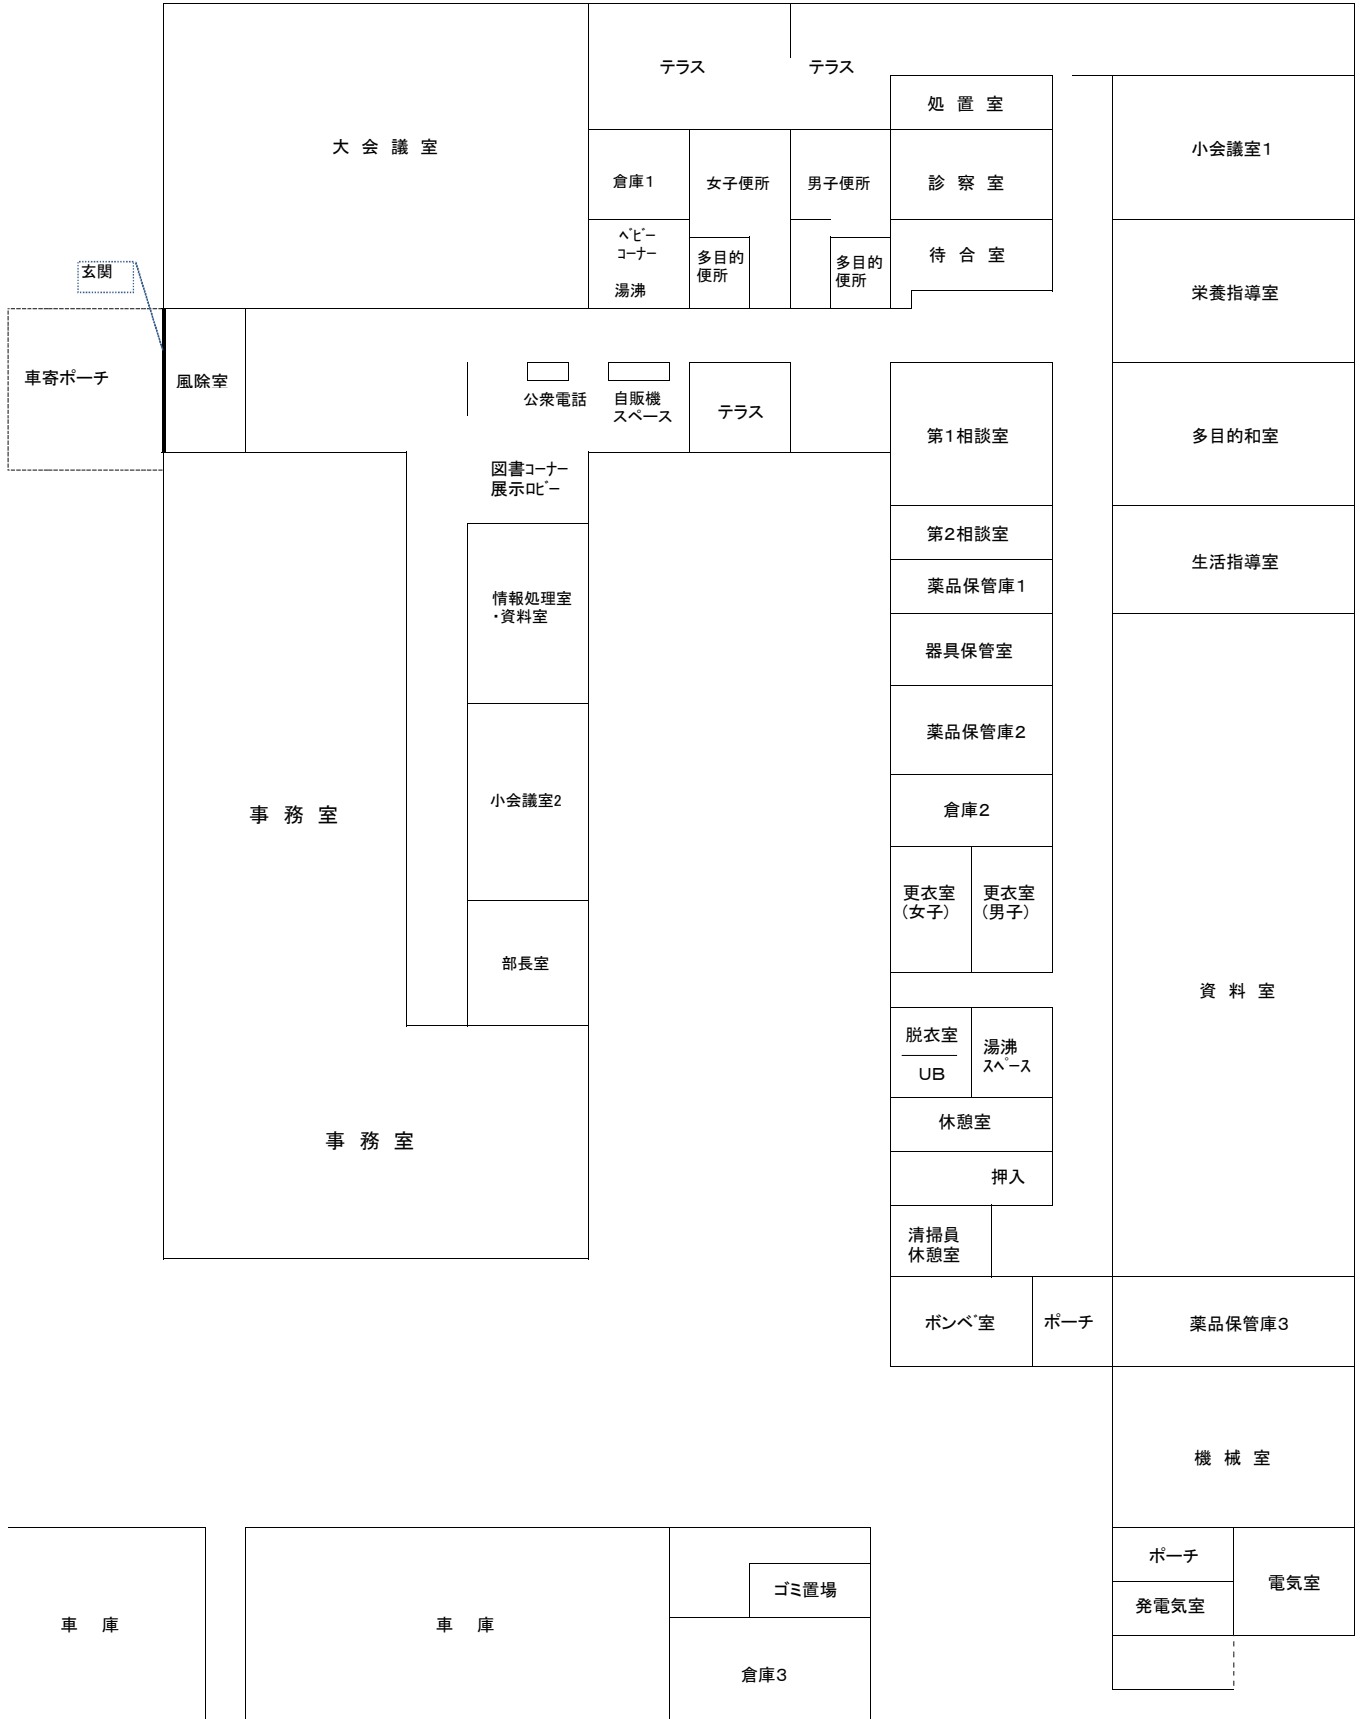 テラス
テラス
処 置 室
大 会 議 室
小会議室1
倉庫1
女子便所
男子便所
診 察 室
ベビー
コーナー
湯沸
多目的
便所
多目的
便所
待 合 室
玄関
栄養指導室
車寄ポーチ
風除室
公衆電話
自販機
スペース
テラス
第1相談室
多目的和室
図書コーナー
展示ロビー
第2相談室
生活指導室
薬品保管庫1
情報処理室
・資料室
器具保管室
薬品保管庫2
事 務 室
小会議室2
倉庫2
更衣室
(女子)
更衣室
(男子)
部長室
資 料 室
脱衣室
UB
湯沸
スペース
休憩室
事 務 室
押入
清掃員
休憩室
ボンベ室
ポーチ
薬品保管庫3
機 械 室
ポーチ
電気室
発電気室
ゴミ置場
車 庫
車 庫
倉庫3